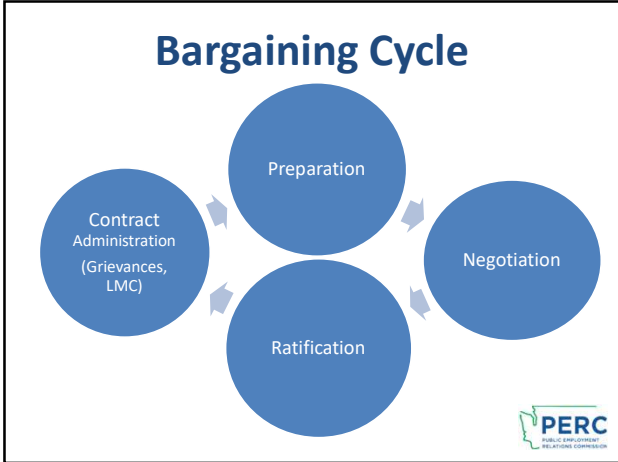 Bargaining Cycle
Preparation
Contract
Administration
(Grievances,
LMC)
Negotiation
Ratification
PERC
PUBLIC EMPLOYMENT
RELATIONS COMMISSION